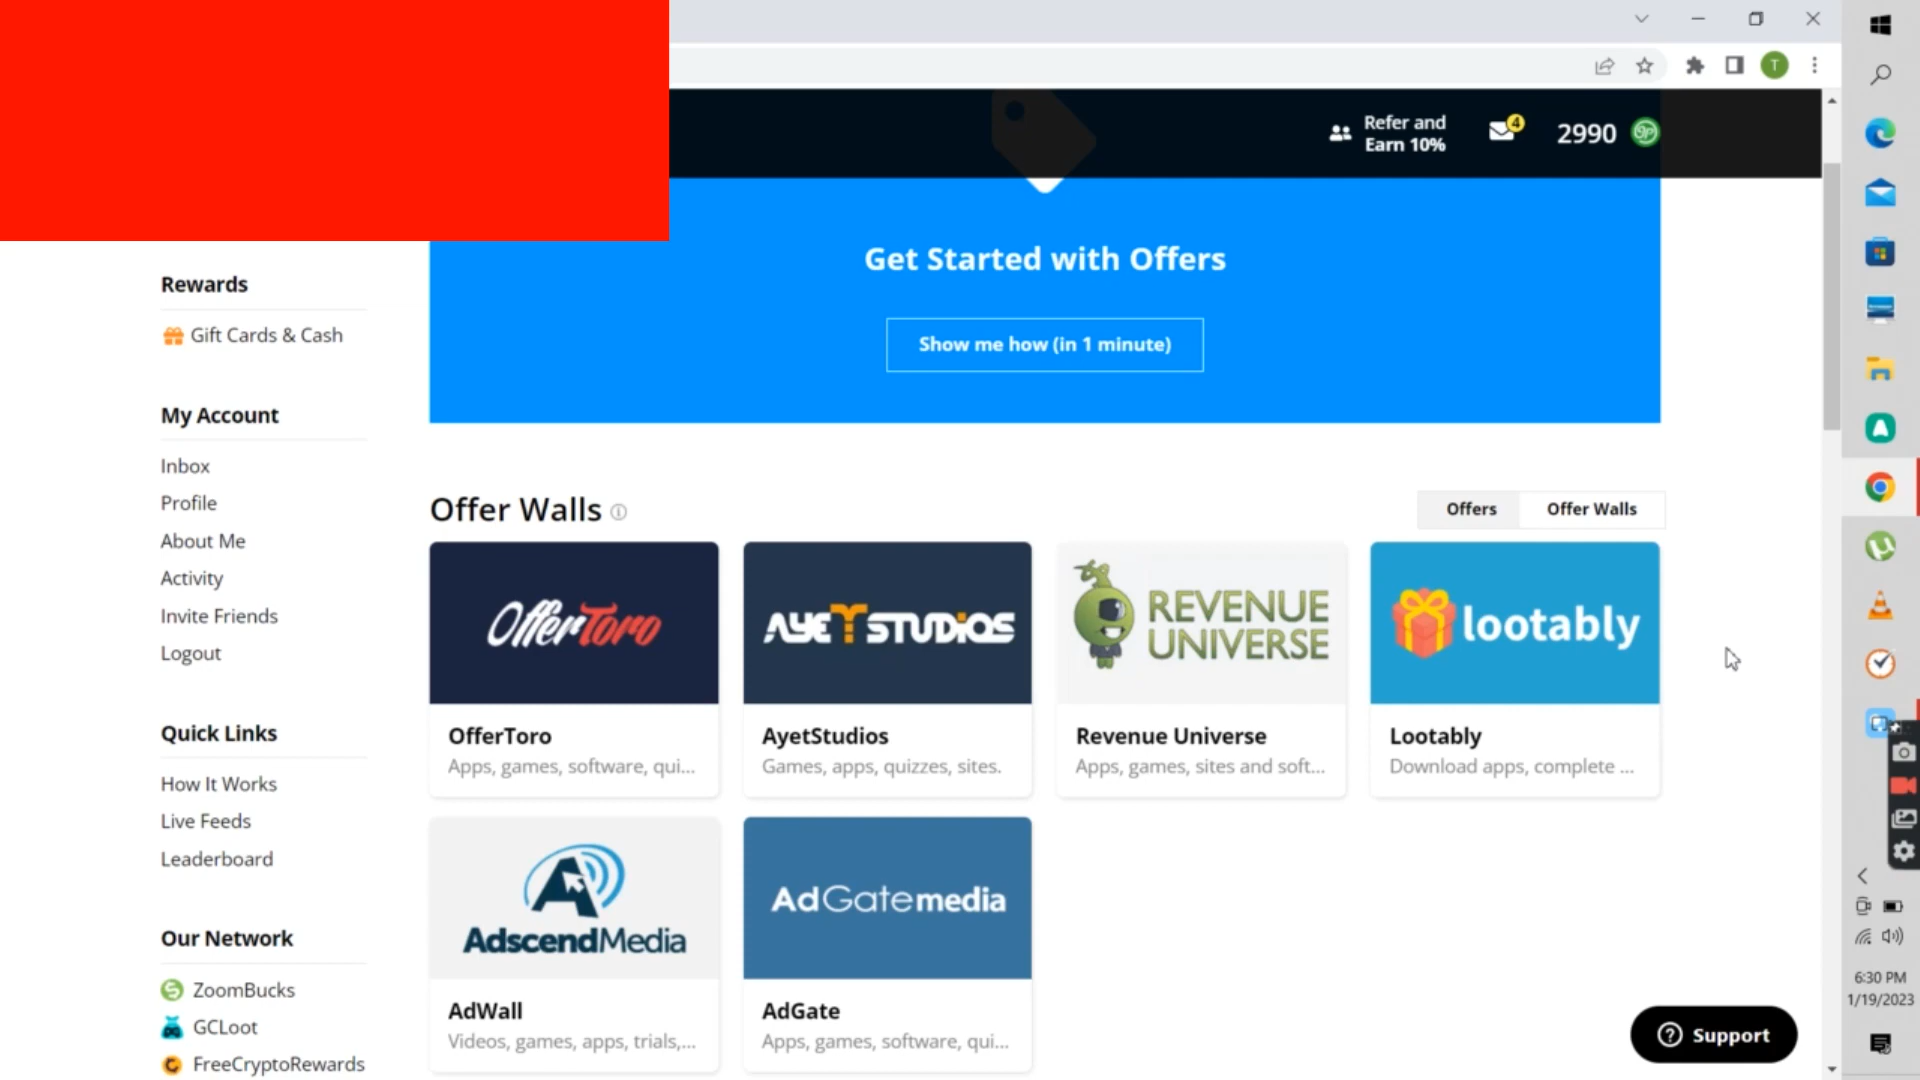 T
Refer and
Earn 10%
4
2990
Get Started with Offers
Show me how (in 1 minute)
Rewards
Gift Cards & Cash
My Account
Inbox
Profile
About Me
Activity
Invite Friends
Logout
Quick Links
How It Works
Live Feeds
Leaderboard
Our Network
ZoomBucks
GCLoot
FreeCryptoRewards
Offer Walls
Offers
Offer Walls
OfferToro
OfferToro
Apps, games, software, qui...
AYETSTUDIOS
AyetStudios
Games, apps, quizzes, sites.
REVENUE
UNIVERSE
Revenue Universe
Apps, games, sites and soft...
lootably
Lootably
Download apps, complete ...
AdscendMedia
AdWall
Videos, games, apps, trials,...
AdGatemedia
AdGate
Apps, games, software, qui...
Support
6:30 PM
1/19/2023